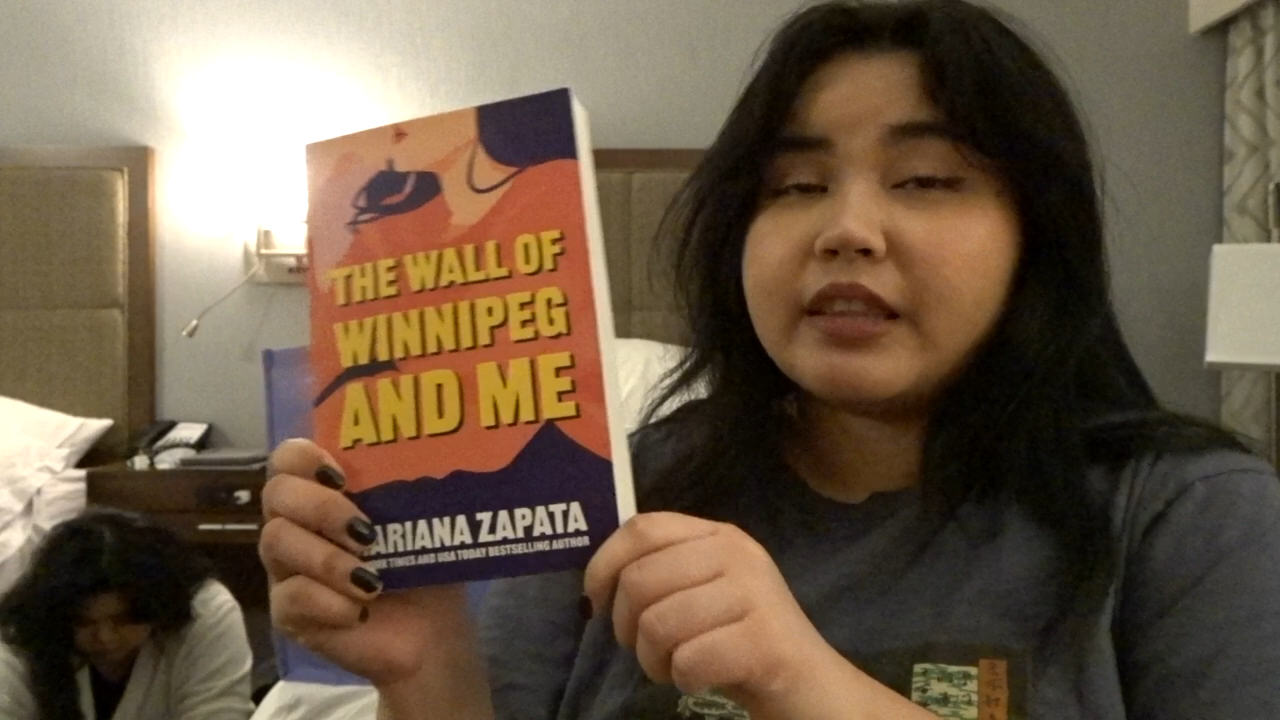 THE WALL OF
WINNIPEG
AND ME
ARIANA ZAPATA
TIMES AND USA TODAY BESTSELLING AUTHOR